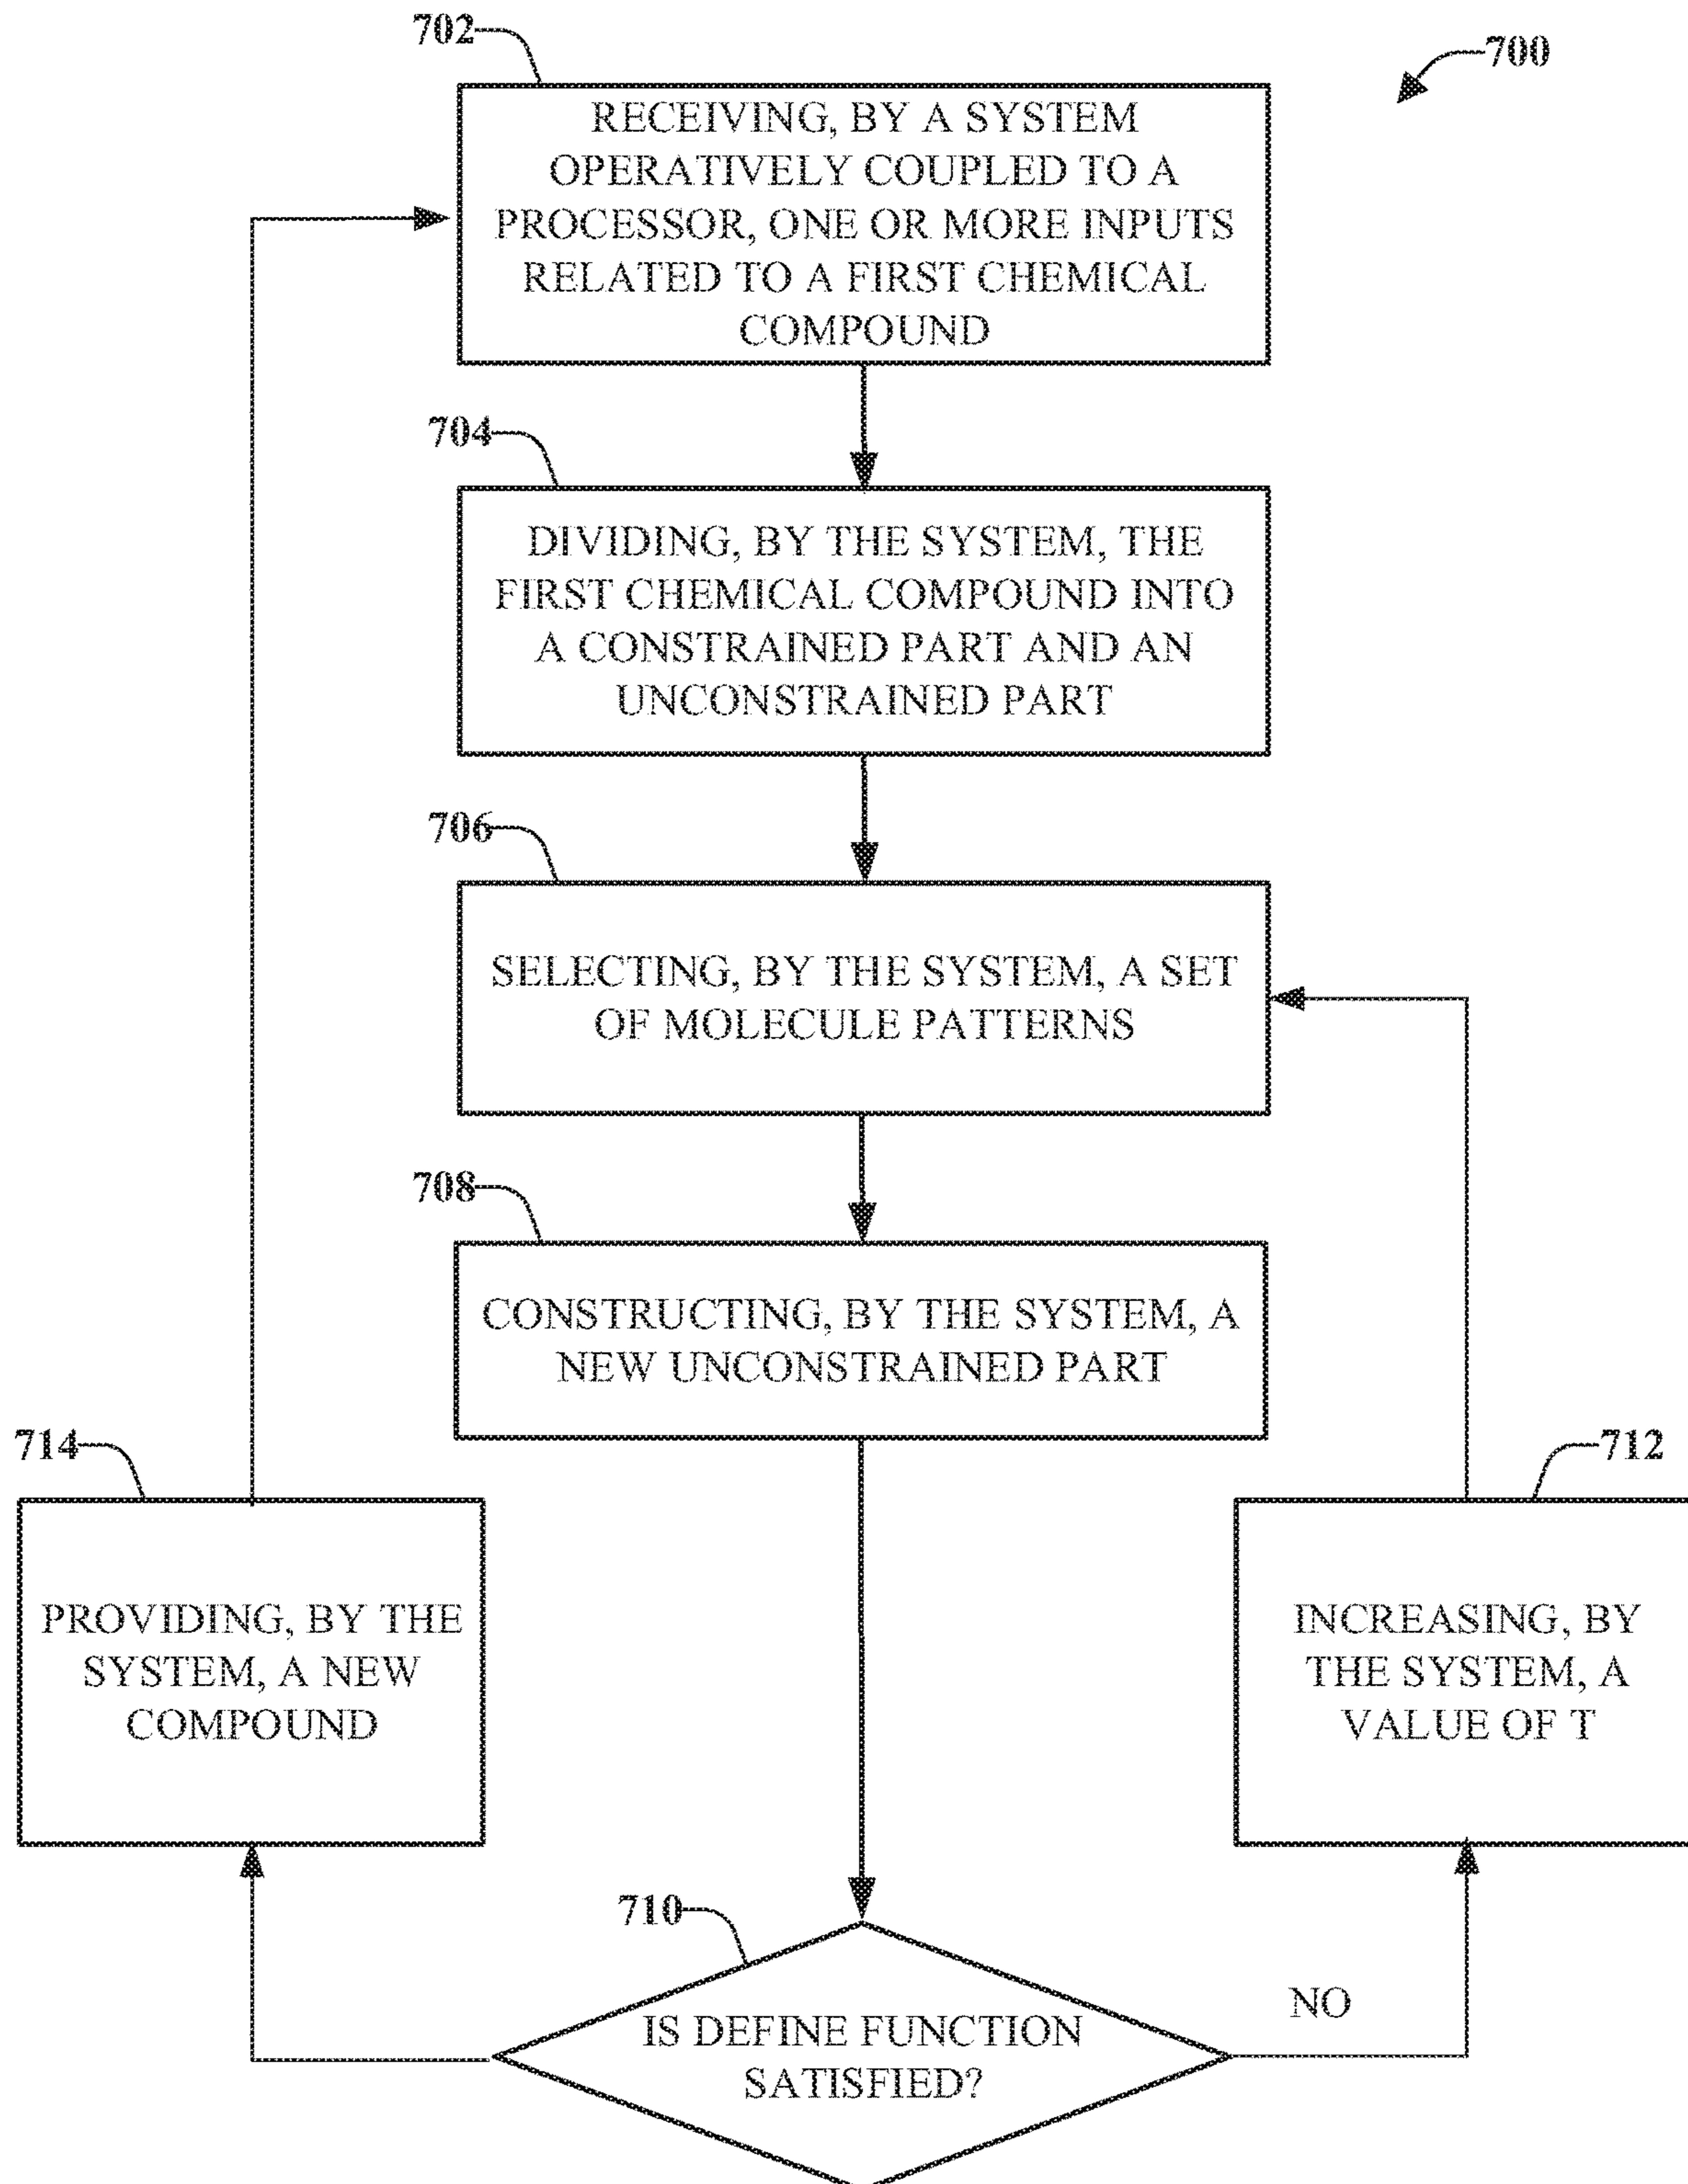 702
700
RECEIVING, BY A SYSTEM
OPERATIVELY COUPLED TO A
PROCESSOR, ONE OR MORE INPUTS
RELATED TO A FIRST CHEMICAL
COMPOUND
704
DIVIDING, BY THE SYSTEM, THE
FIRST CHEMICAL COMPOUND INTO
A CONSTRAINED PART AND AN
UNCONSTRAINED PART
706
SELECTING, BY THE SYSTEM, A SET
OF MOLECULE PATTERNS
708
CONSTRUCTING, BY THE SYSTEM, A
NEW UNCONSTRAINED PART
714
PROVIDING, BY THE
SYSTEM, A NEW
COMPOUND
712
INCREASING, BY
THE SYSTEM, A
VALUE OF T
710
IS DEFINE FUNCTION
SATISFIED?
NO